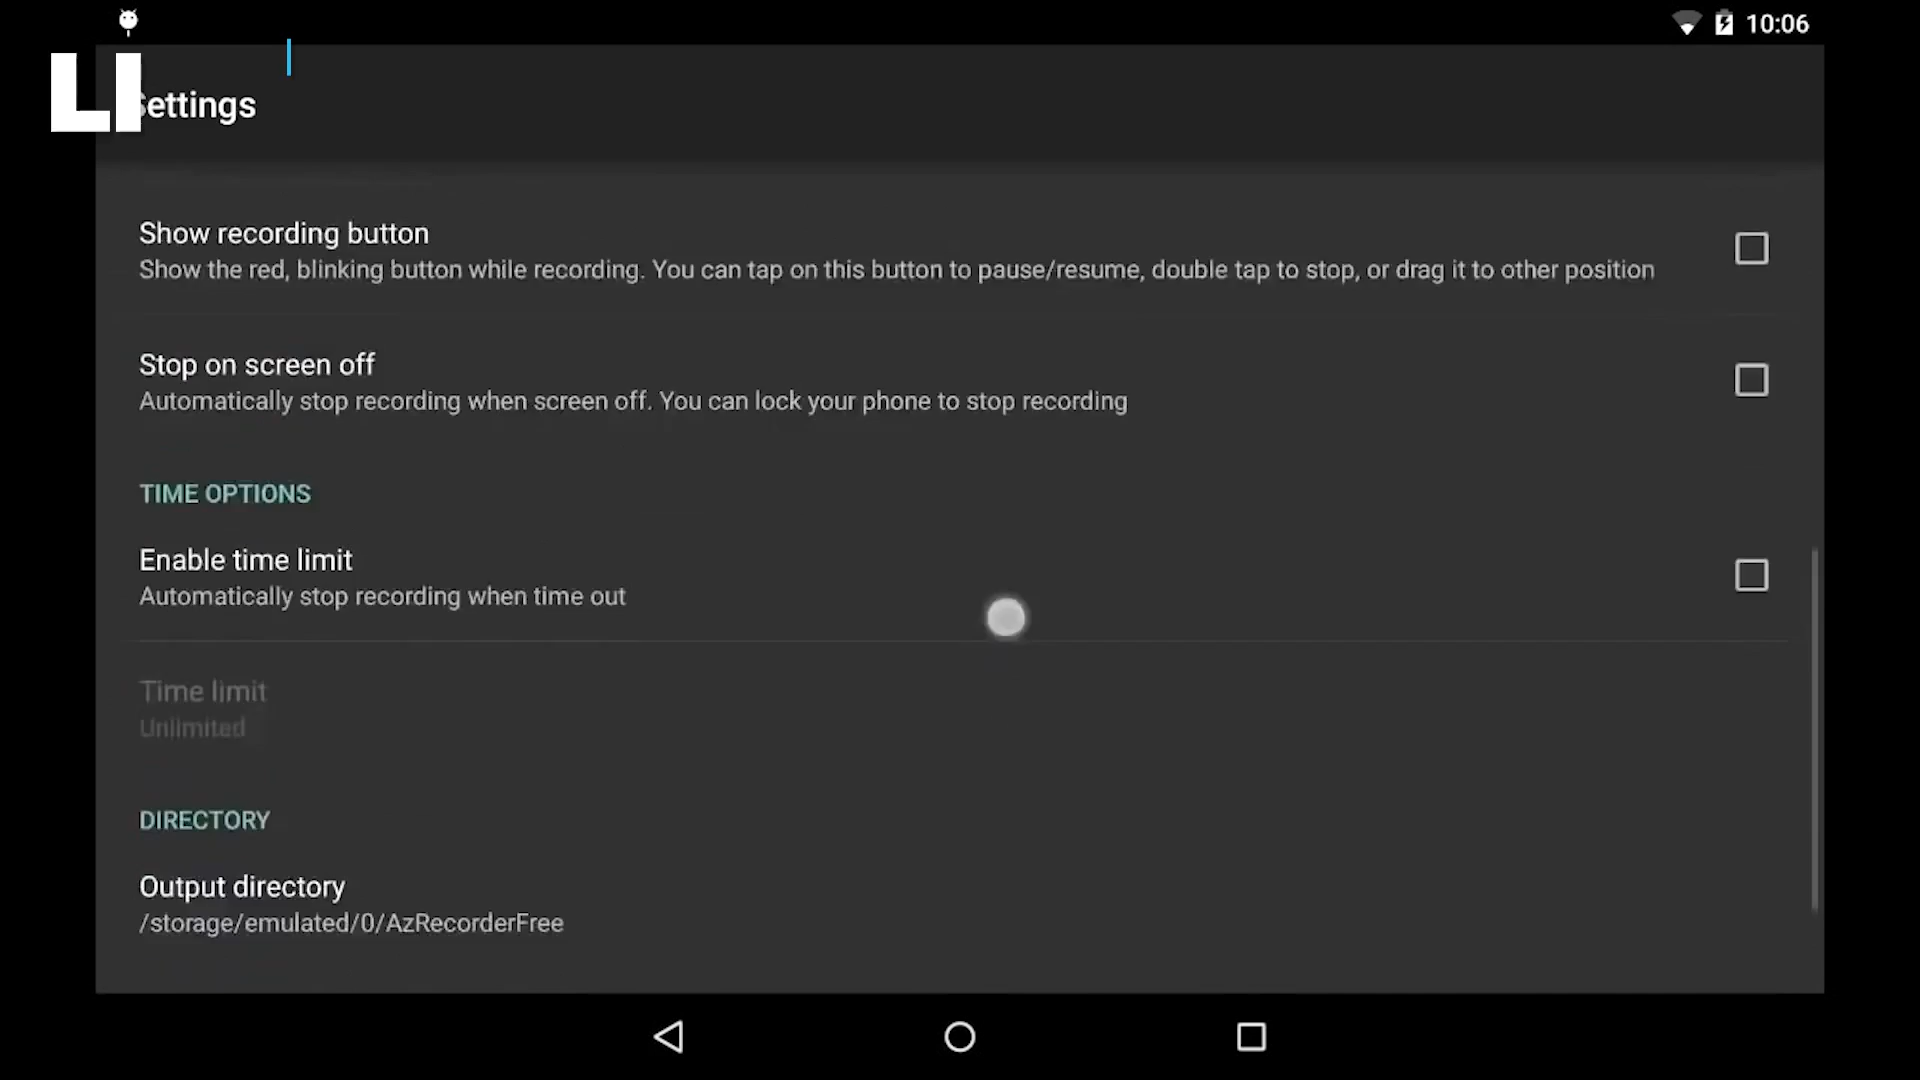 10:06
LI
Settings
Show recording button
Show the red, blinking button while recording. You can tap on this button to pause/resume, double tap to stop, or drag it to other position
Stop on screen off
Automatically stop recording when screen off. You can lock your phone to stop recording
TIME OPTIONS
Enable time limit
Automatically stop recording when time out
Time limit
Unlimited
DIRECTORY
Output directory
/storage/emulated/0/AzRecorderFree